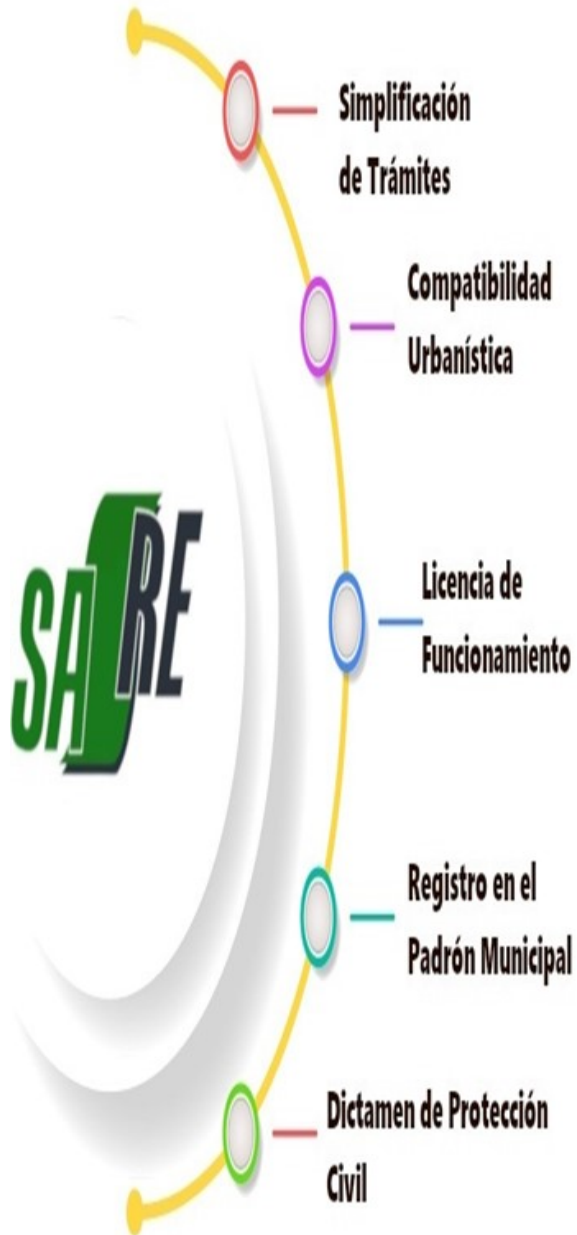 Simplificación
de Trámites
Compatibilidad
Urbanística
SARE
Licencia de
Funcionamiento
Registro en el
Padrón Municipal
Dictamen de Protección
Civil